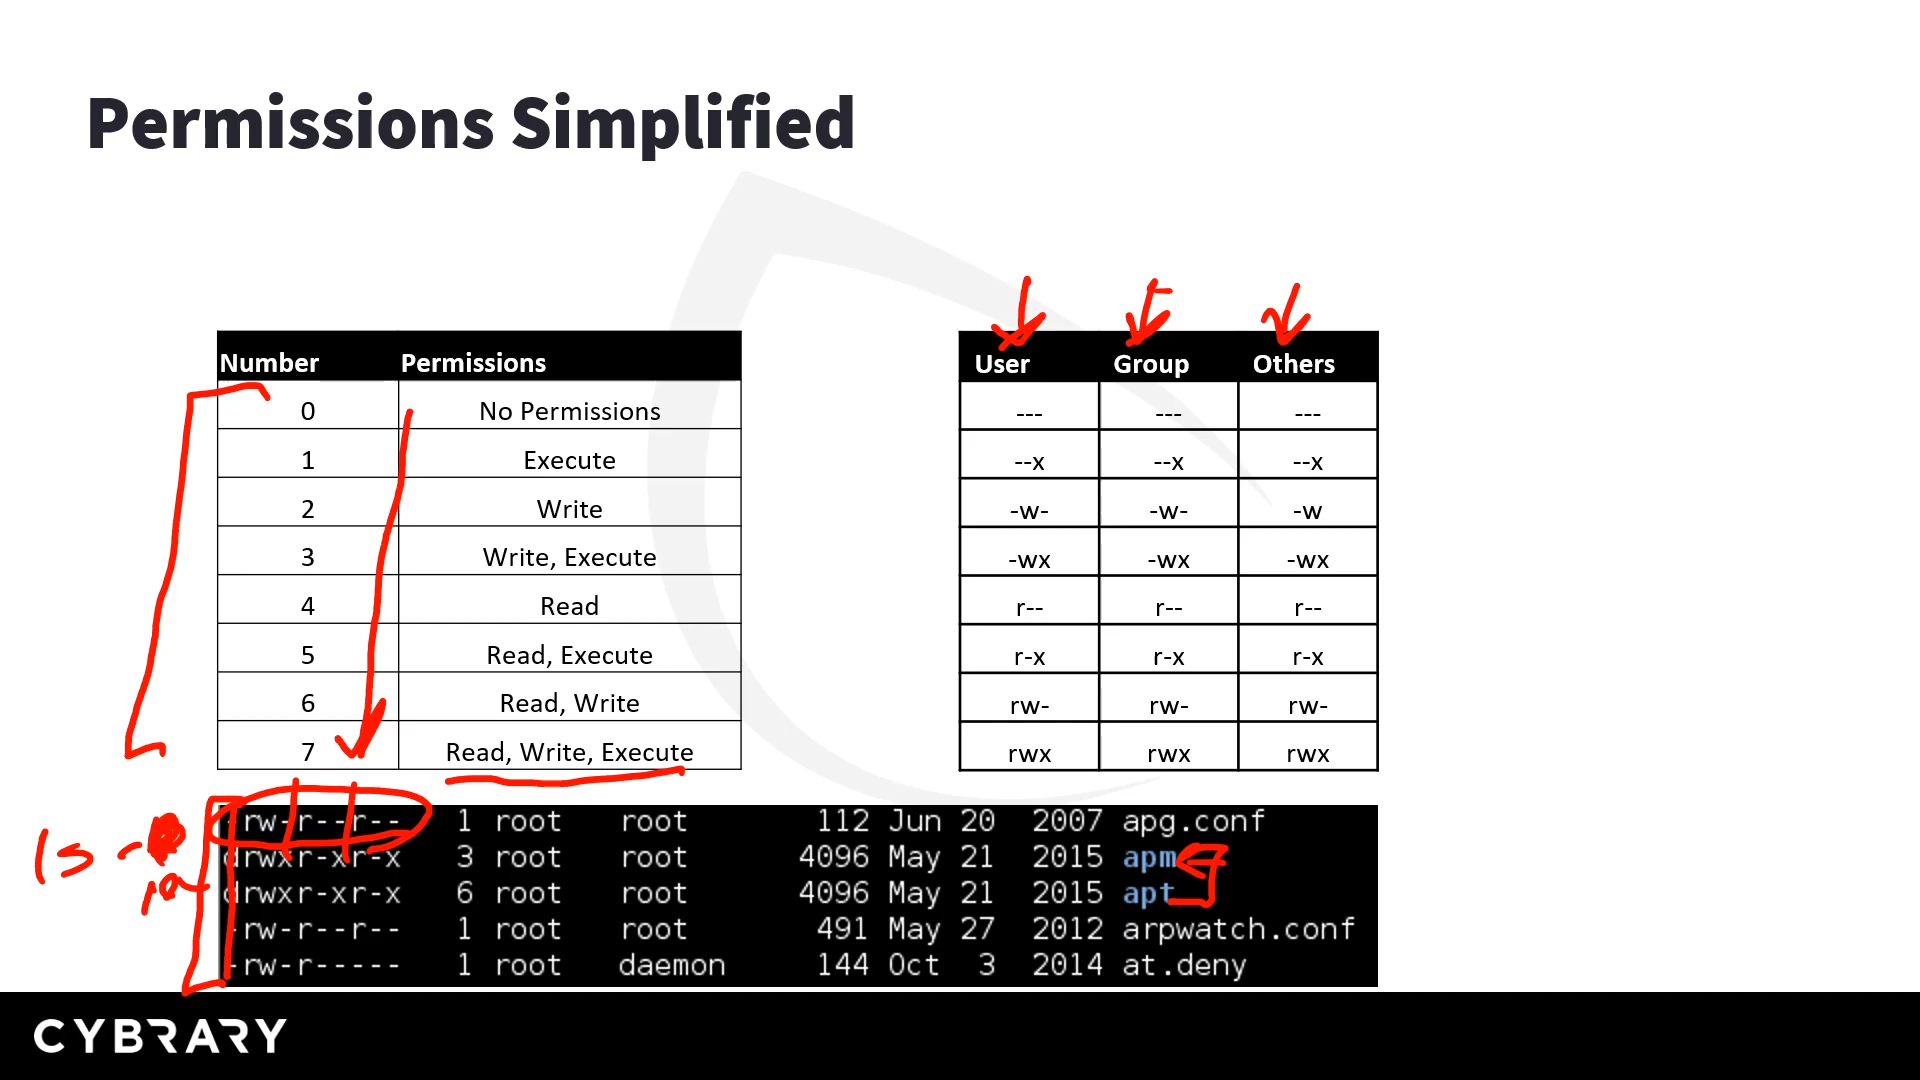 Permissions Simplified
Number Permissions
0 No Permissions
1 Execute
2 Write
3 Write, Execute
4 Read
5 Read, Execute
6 Read, Write
7 Read, Write, Execute
User Group Others
--- --- ---
--x --x --x
-w- -w- -w
-wx -wx -wx
r-- r-- r--
r-x r-x r-x
rw- rw- rw-
rwx rwx rwx
ls -
-rw-r--r-- 1 root root 112 Jun 20 2007 apg.conf
drwxr-xr-x 3 root root 4096 May 21 2015 apm
drwxr-xr-x 6 root root 4096 May 21 2015 apt
-rw-r--r-- 1 root root 491 May 27 2012 arpwatch.conf
-rw-r----- 1 root daemon 144 Oct 3 2014 at.deny
CYBRARY